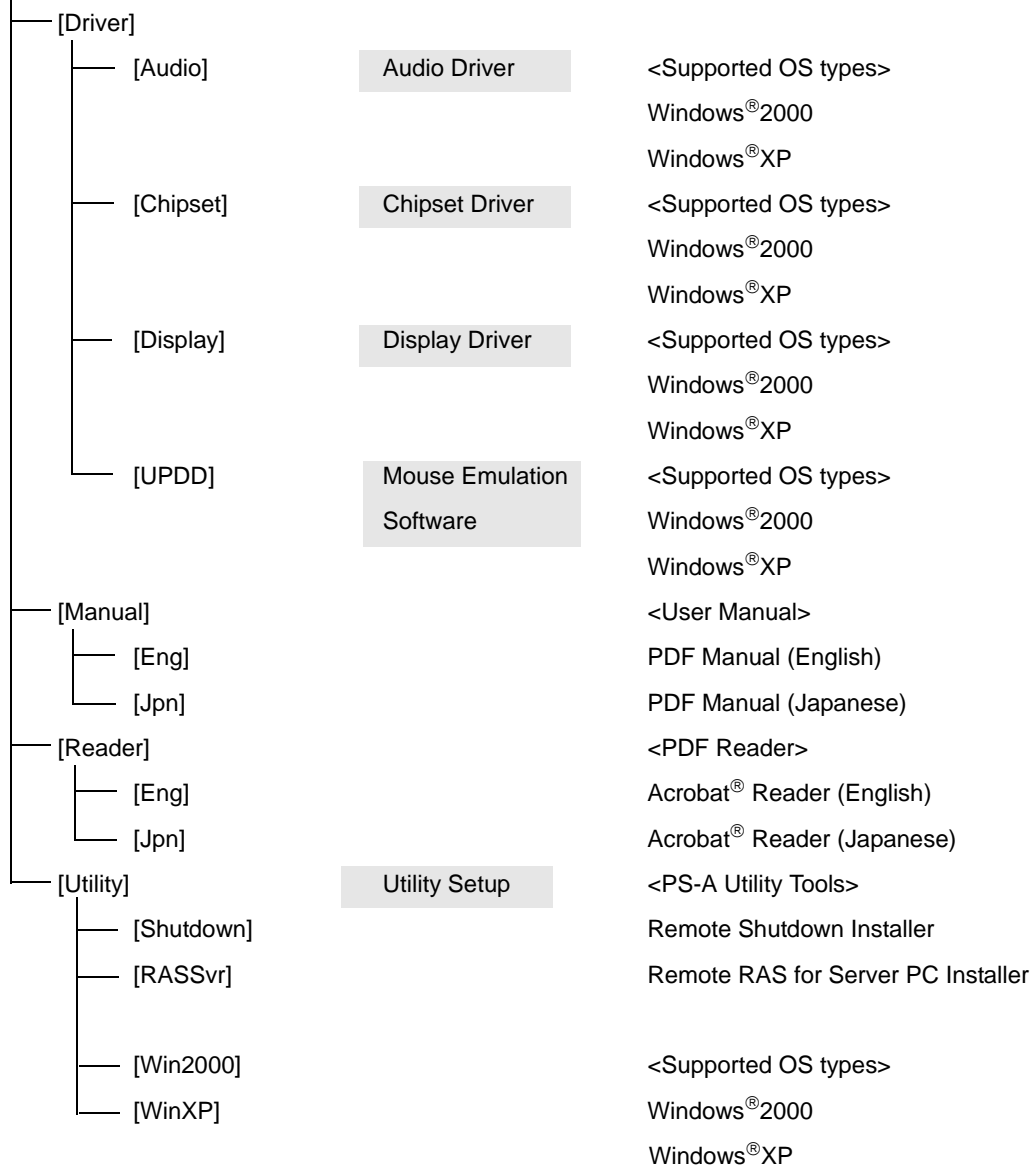 [Driver]
[Audio] Audio Driver <Supported OS types>
Windows®2000
Windows®XP
[Chipset] Chipset Driver <Supported OS types>
Windows®2000
Windows®XP
[Display] Display Driver <Supported OS types>
Windows®2000
Windows®XP
[UPDD] Mouse Emulation <Supported OS types>
Software Windows®2000
Windows®XP
[Manual] <User Manual>
[Eng] PDF Manual (English)
[Jpn] PDF Manual (Japanese)
[Reader] <PDF Reader>
[Eng] Acrobat® Reader (English)
[Jpn] Acrobat® Reader (Japanese)
[Utility] Utility Setup <PS-A Utility Tools>
[Shutdown] Remote Shutdown Installer
[RASSvr] Remote RAS for Server PC Installer
[Win2000] <Supported OS types>
[WinXP] Windows®2000
Windows®XP